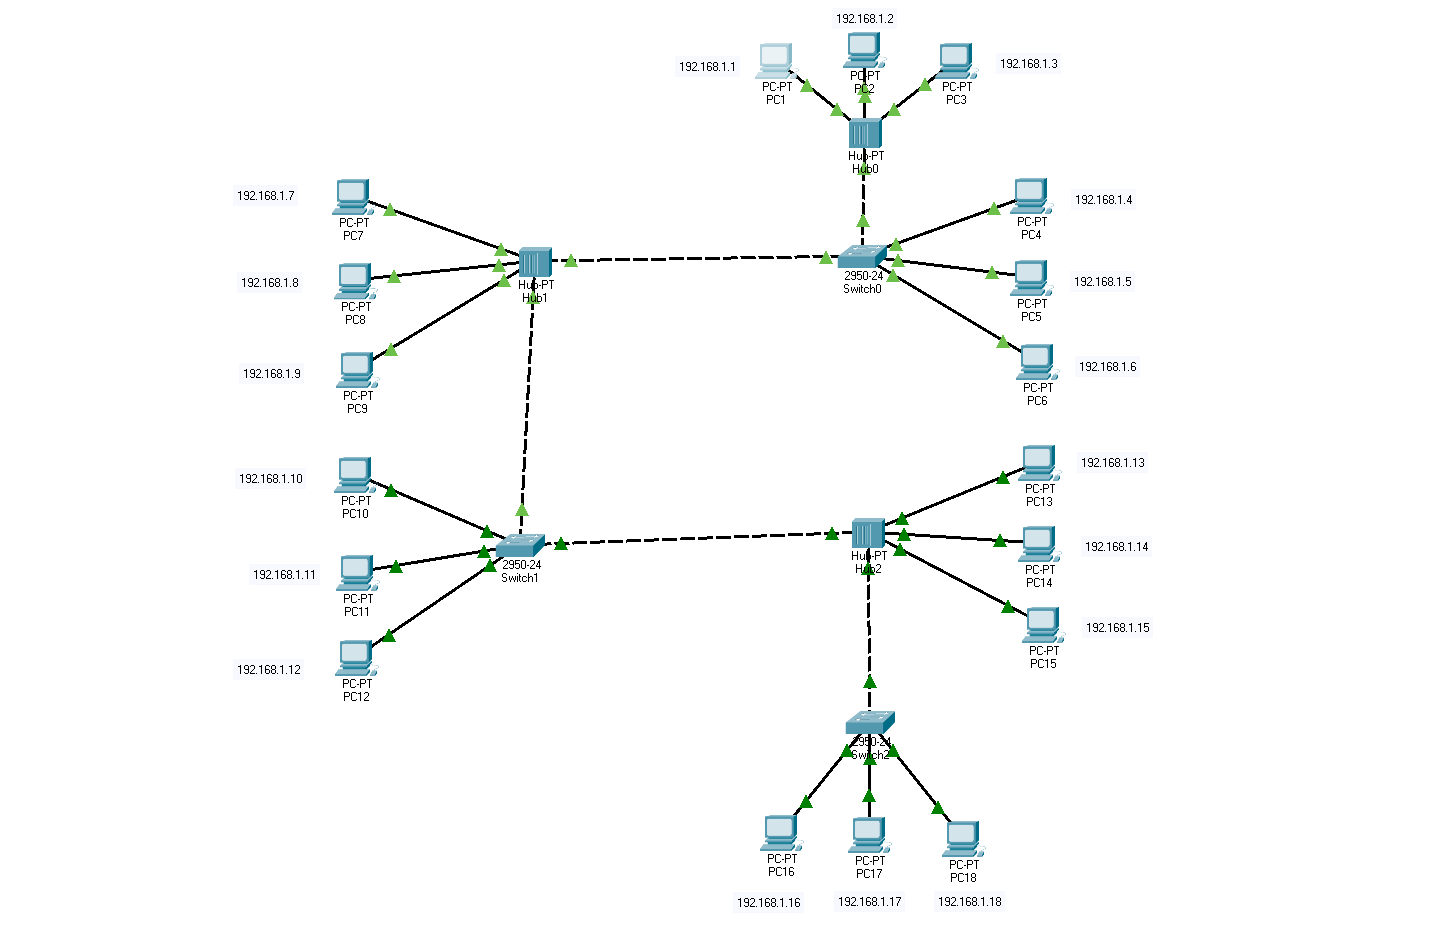 192.168.1.2
192.168.1.1
PC-PT
PC1
PC-PT
PC2
PC-PT
PC3
192.168.1.3
Hub-PT
Hub0
192.168.1.7
PC-PT
PC7
192.168.1.4
PC-PT
PC4
192.168.1.8
PC-PT
PC8
Hub-PT
Hub1
2950-24
Switch0
192.168.1.5
PC-PT
PC5
192.168.1.9
PC-PT
PC9
192.168.1.6
PC-PT
PC6
192.168.1.10
PC-PT
PC10
192.168.1.13
PC-PT
PC13
192.168.1.11
PC-PT
PC11
2950-24
Switch1
Hub-PT
Hub2
192.168.1.14
PC-PT
PC14
192.168.1.12
PC-PT
PC12
192.168.1.15
PC-PT
PC15
2950-24
Switch2
PC-PT
PC16
PC-PT
PC17
PC-PT
PC18
192.168.1.16
192.168.1.17
192.168.1.18